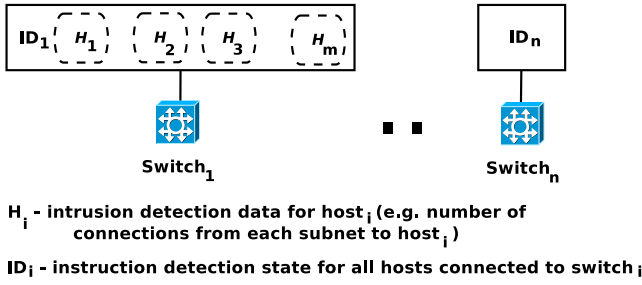 ID1 H1 H2 H3 Hm IDn
Switch1 Switchn
Hi - intrusion detection data for host i (e.g. number of
connections from each subnet to host i)
IDi - instruction detection state for all hosts connected to switch i